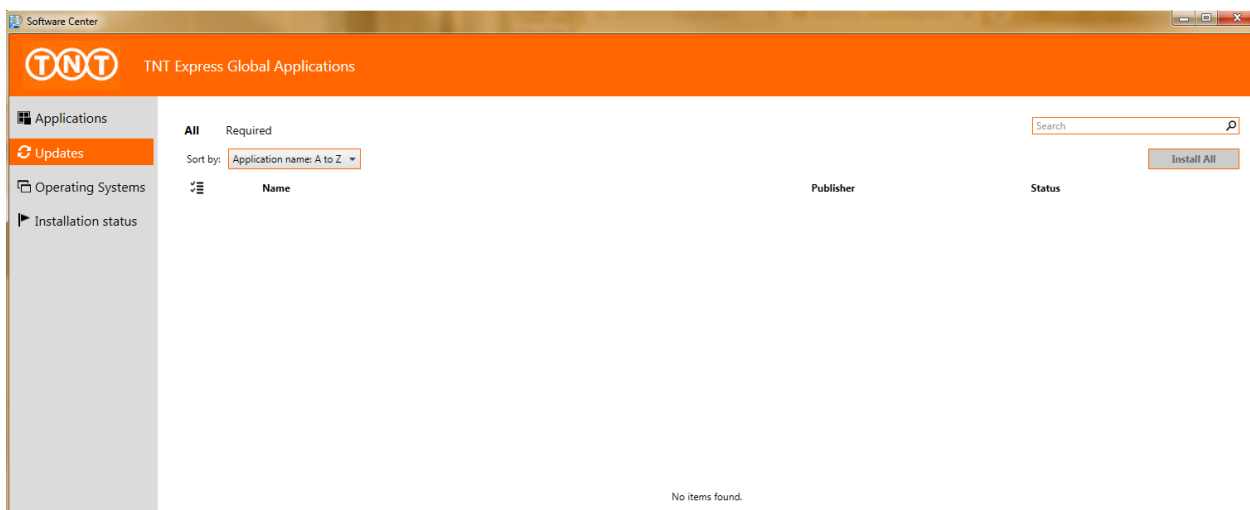 Software Center
TNT TNT Express Global Applications
Applications
Updates
Operating Systems
Installation status
All Required
Search
Sort by: Application name: A to Z
Install All
Name Publisher Status
No items found.